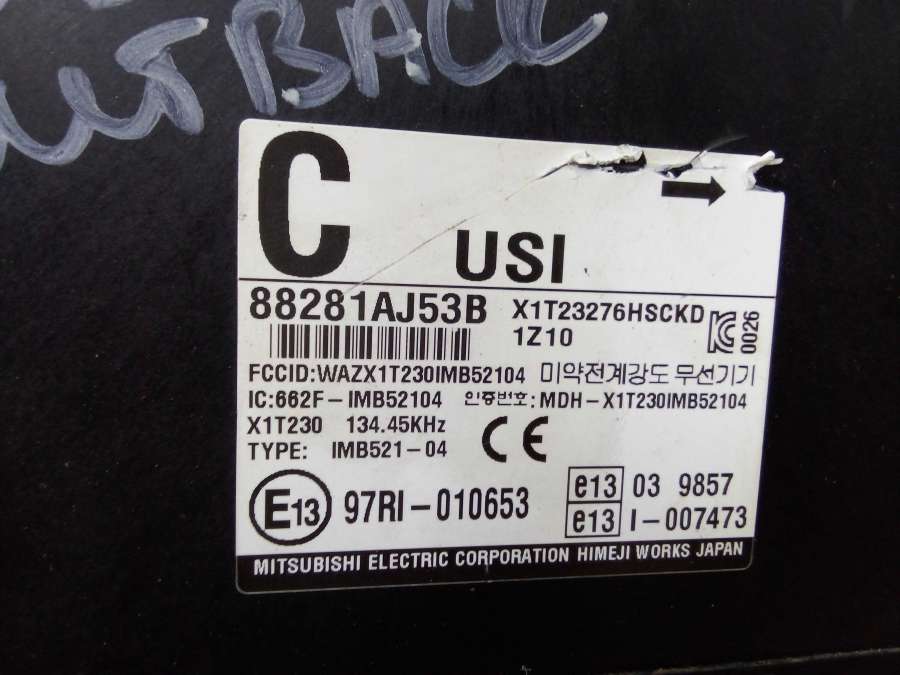 OUTBACK
C
USI
88281AJ53B X1T23276HSCKD
1Z10
0026
FCCID:WAZX1T230IMB52104 미약전계강도 무선기기
IC:662F-IMB52104 인증번호:MDH-X1T230IMB52104
X1T230 134.45KHz
TYPE: IMB521-04 CE
E13 97RI-010653
e13 03 9857
e13 I-007473
MITSUBISHI ELECTRIC CORPORATION HIMEJI WORKS JAPAN